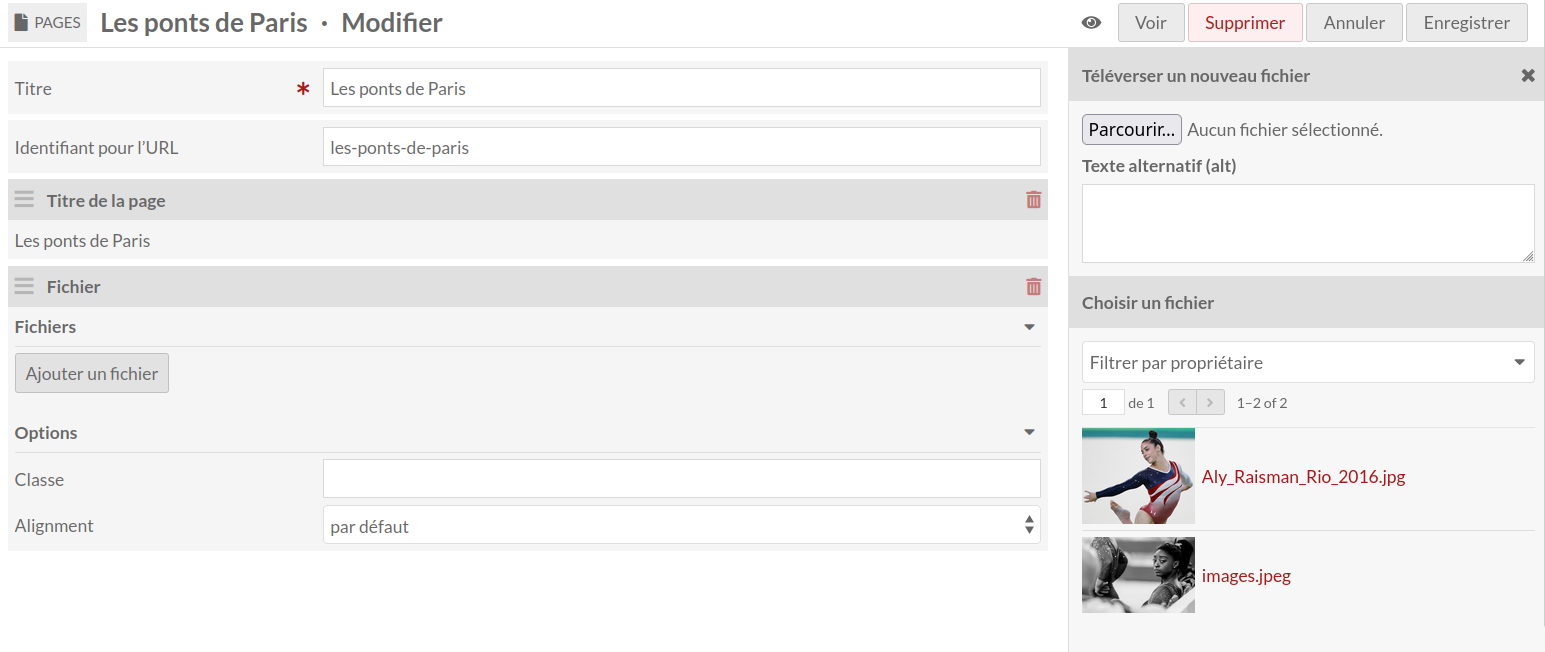 PAGES Les ponts de Paris · Modifier
Voir Supprimer Annuler Enregistrer
Titre * Les ponts de Paris
Identifiant pour l’URL les-ponts-de-paris
Titre de la page
Les ponts de Paris
Fichier
Fichiers
Ajouter un fichier
Options
Classe
Alignment par défaut
Téléverser un nouveau fichier
Parcourir... Aucun fichier sélectionné.
Texte alternatif (alt)
Choisir un fichier
Filtrer par propriétaire
1 de 1 1–2 of 2
Aly_Raisman_Rio_2016.jpg
images.jpeg